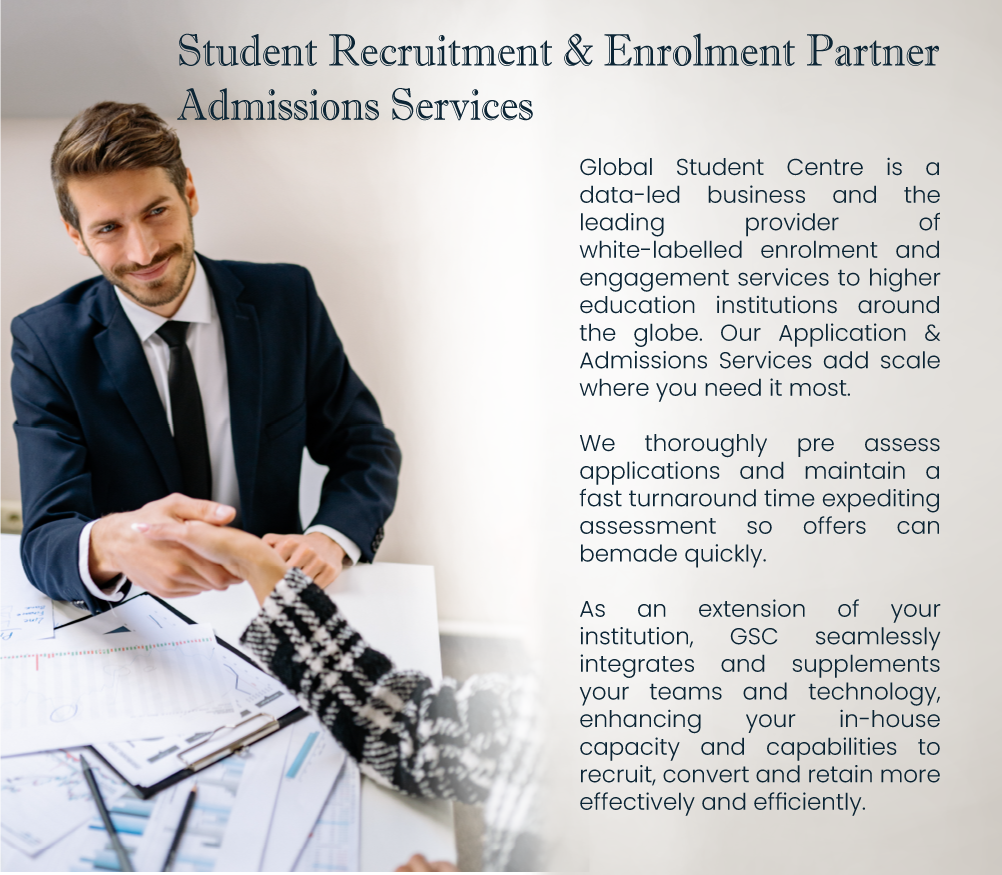 Student Recruitment & Enrolment Partner
Admissions Services
Global Student Centre is a
data-led business and the
leading provider of
white-labelled enrolment and
engagement services to higher
education institutions around
the globe. Our Application &
Admissions Services add scale
where you need it most.
We thoroughly pre assess
applications and maintain a
fast turnaround time expediting
assessment so offers can
bemade quickly.
As an extension of your
institution, GSC seamlessly
integrates and supplements
your teams and technology,
enhancing your in-house
capacity and capabilities to
recruit, convert and retain more
effectively and efficiently.